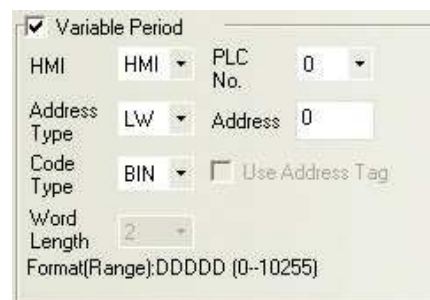 Variable Period
HMI HMI PLC No. 0
Address Type LW Address 0
Code Type BIN Use Address Tag
Word Length 2
Format(Range):DDDDD (0--10255)